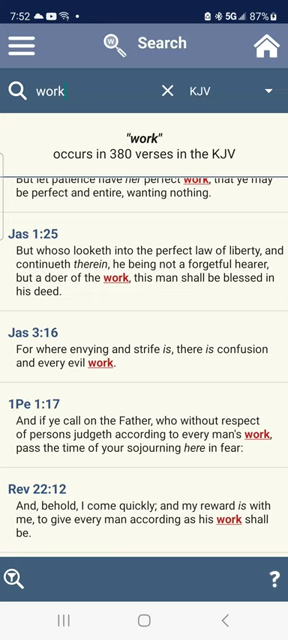 7:52
5G 87%
W Search
work KJV
"work"
occurs in 380 verses in the KJV
But let patience have her perfect work, that ye may
be perfect and entire, wanting nothing.
Jas 1:25
But whoso looketh into the perfect law of liberty, and
continueth therein, he being not a forgetful hearer,
but a doer of the work, this man shall be blessed in
his deed.
Jas 3:16
For where envying and strife is, there is confusion
and every evil work.
1Pe 1:17
And if ye call on the Father, who without respect
of persons judgeth according to every man's work,
pass the time of your sojourning here in fear:
Rev 22:12
And, behold, I come quickly; and my reward is with
me, to give every man according as his work shall
be.
?